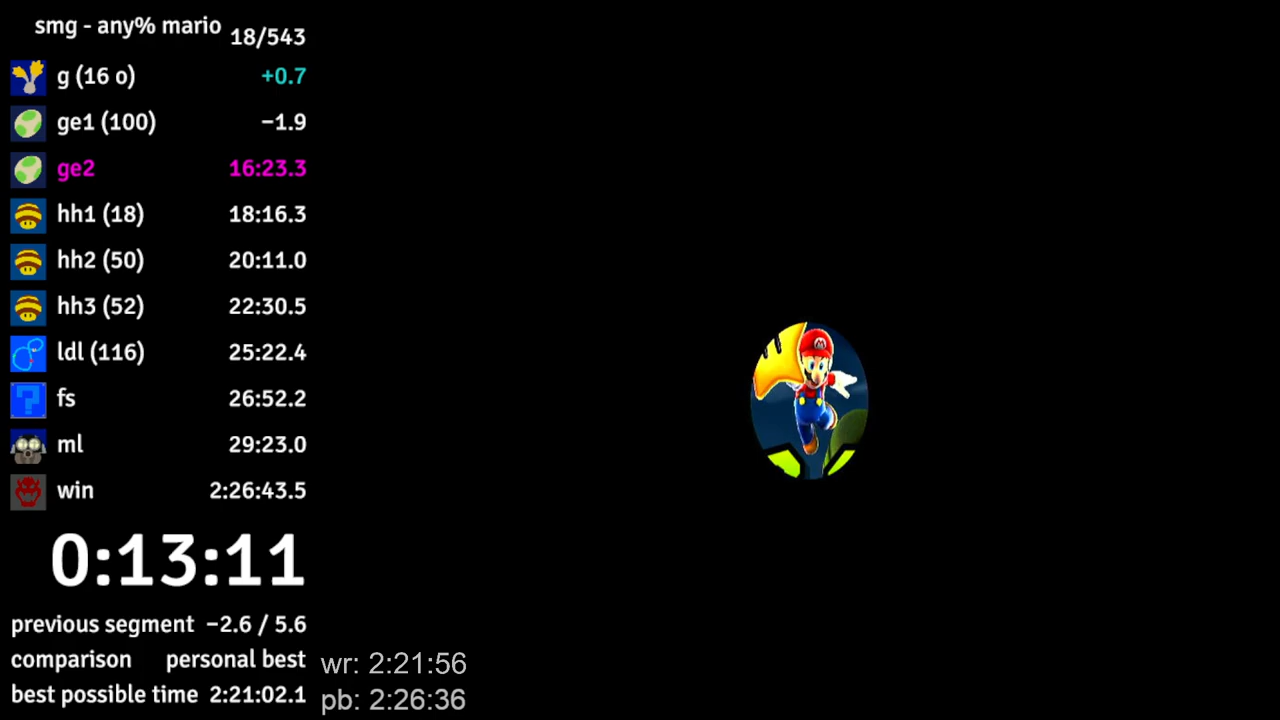 smg - any% mario 18/543
g (16 o) +0.7
ge1 (100) −1.9
ge2 16:23.3
hh1 (18) 18:16.3
hh2 (50) 20:11.0
hh3 (52) 22:30.5
ldl (116) 25:22.4
fs 26:52.2
ml 29:23.0
win 2:26:43.5
0:13:11
previous segment −2.6 / 5.6
comparison personal best
wr: 2:21:56
best possible time 2:21:02.1
pb: 2:26:36